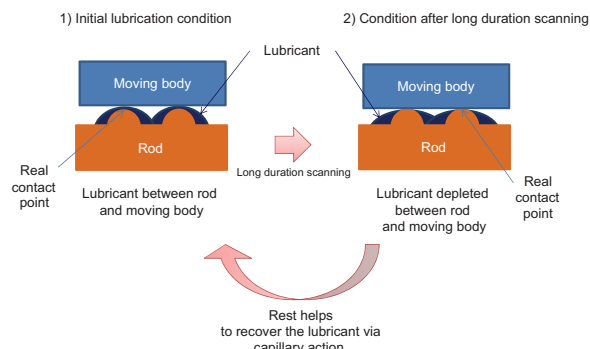 1) Initial lubrication condition
2) Condition after long duration scanning
Lubricant
Moving body
Moving body
Rod
Rod
Real
contact
point
Lubricant between rod
and moving body
Long duration scanning
Lubricant depleted
between rod
and moving body
Real
contact
point
Rest helps
to recover the lubricant via
capillary action